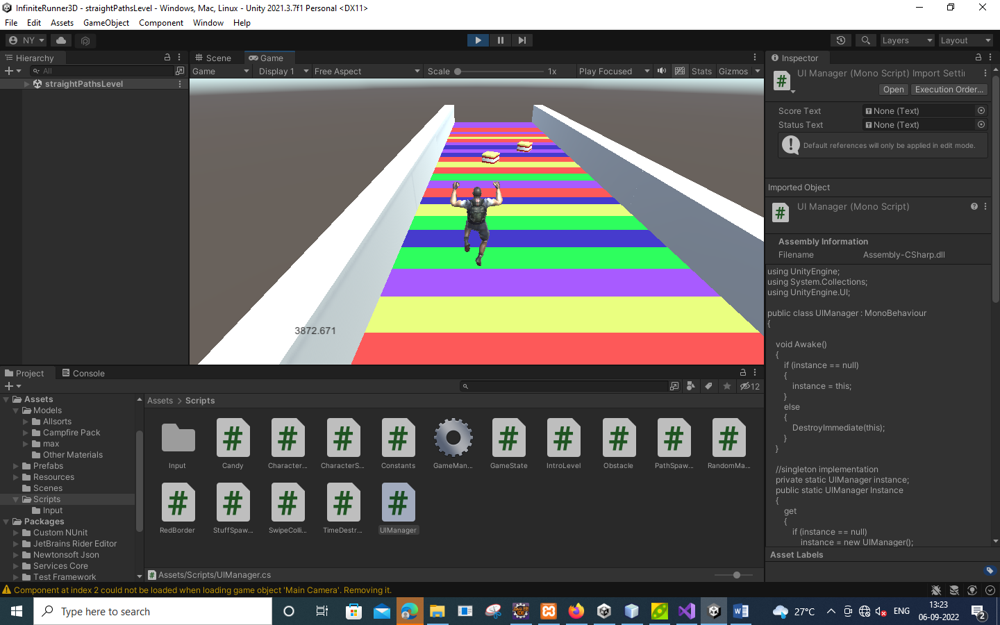 InfiniteRunner3D - straightPathsLevel - Windows, Mac, Linux - Unity 2021.3.7f1 Personal <DX11>
File Edit Assets GameObject Component Window Help
NY Layers Layout
Hierarchy
All
straightPathsLevel
Scene Game
Game Display 1 Free Aspect Scale 1x Play Focused Stats Gizmos
3872.671
Inspector
UI Manager (Mono Script) Import Settin
Open Execution Order...
Score Text None (Text)
Status Text None (Text)
Default references will only be applied in edit mode.
Imported Object
UI Manager (Mono Script)
Assembly Information
Filename Assembly-CSharp.dll
using UnityEngine;
using System.Collections;
using UnityEngine.UI;
public class UIManager : MonoBehaviour
{
void Awake()
{
if (instance == null)
{
instance = this;
}
else
{
DestroyImmediate(this);
}
}
//singleton implementation
private static UIManager instance;
public static UIManager Instance
{
get
{
if (instance == null)
instance = new UIManager();
Asset Labels
Project Console
12
Assets
Models
Allsorts
Campfire Pack
max
Other Materials
Prefabs
Resources
Scenes
Scripts
Input
Packages
Custom NUnit
JetBrains Rider Editor
Newtonsoft Json
Services Core
Test Framework
Assets > Scripts
Input Candy Character... CharacterS... Constants GameMan... GameState IntroLevel Obstacle PathSpaw... RandomMa...
RedBorder StuffSpaw... SwipeColli... TimeDestr... UIManager
Assets/Scripts/UIManager.cs
Component at index 2 could not be loaded when loading game object 'Main Camera'. Removing it.
Type here to search
27°C ENG
13:23
06-09-2022
2